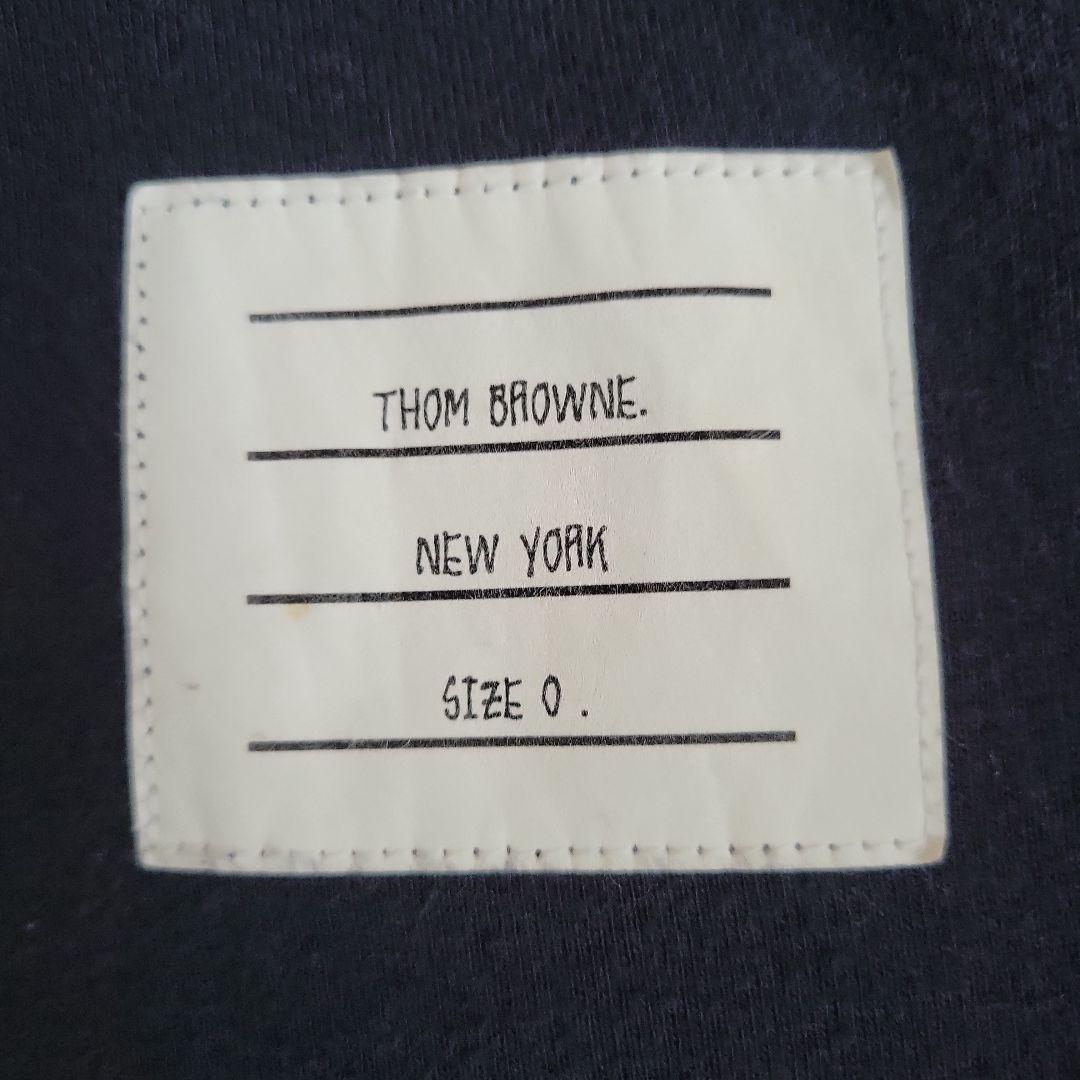 THOM BROWNE.
NEW YORK
SIZE 0 .